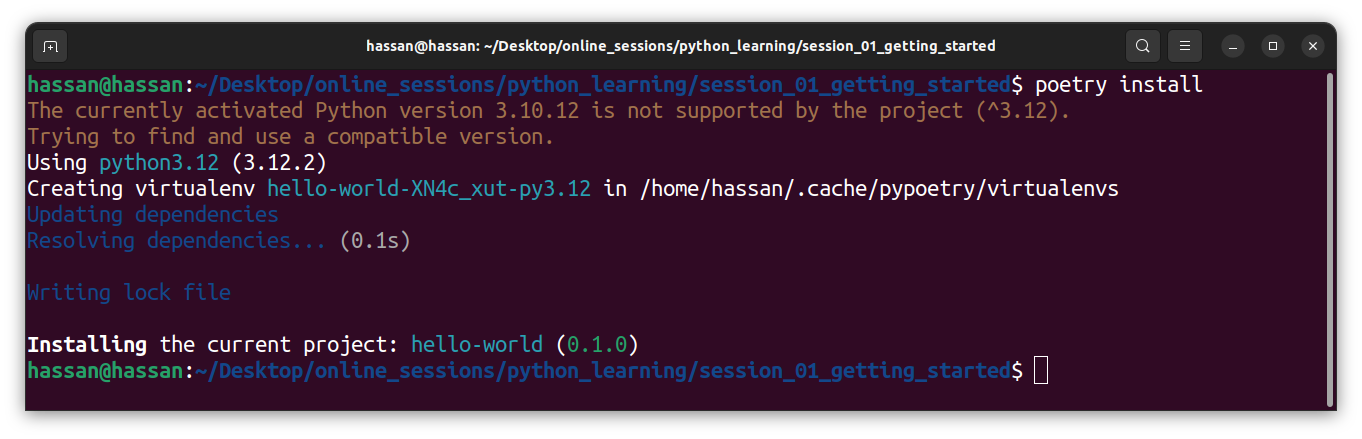 hassan@hassan: ~/Desktop/online_sessions/python_learning/session_01_getting_started
hassan@hassan:~/Desktop/online_sessions/python_learning/session_01_getting_started$ poetry install
The currently activated Python version 3.10.12 is not supported by the project (^3.12).
Trying to find and use a compatible version.
Using python3.12 (3.12.2)
Creating virtualenv hello-world-XN4c_xut-py3.12 in /home/hassan/.cache/pypoetry/virtualenvs
Updating dependencies
Resolving dependencies... (0.1s)
Writing lock file
Installing the current project: hello-world (0.1.0)
hassan@hassan:~/Desktop/online_sessions/python_learning/session_01_getting_started$